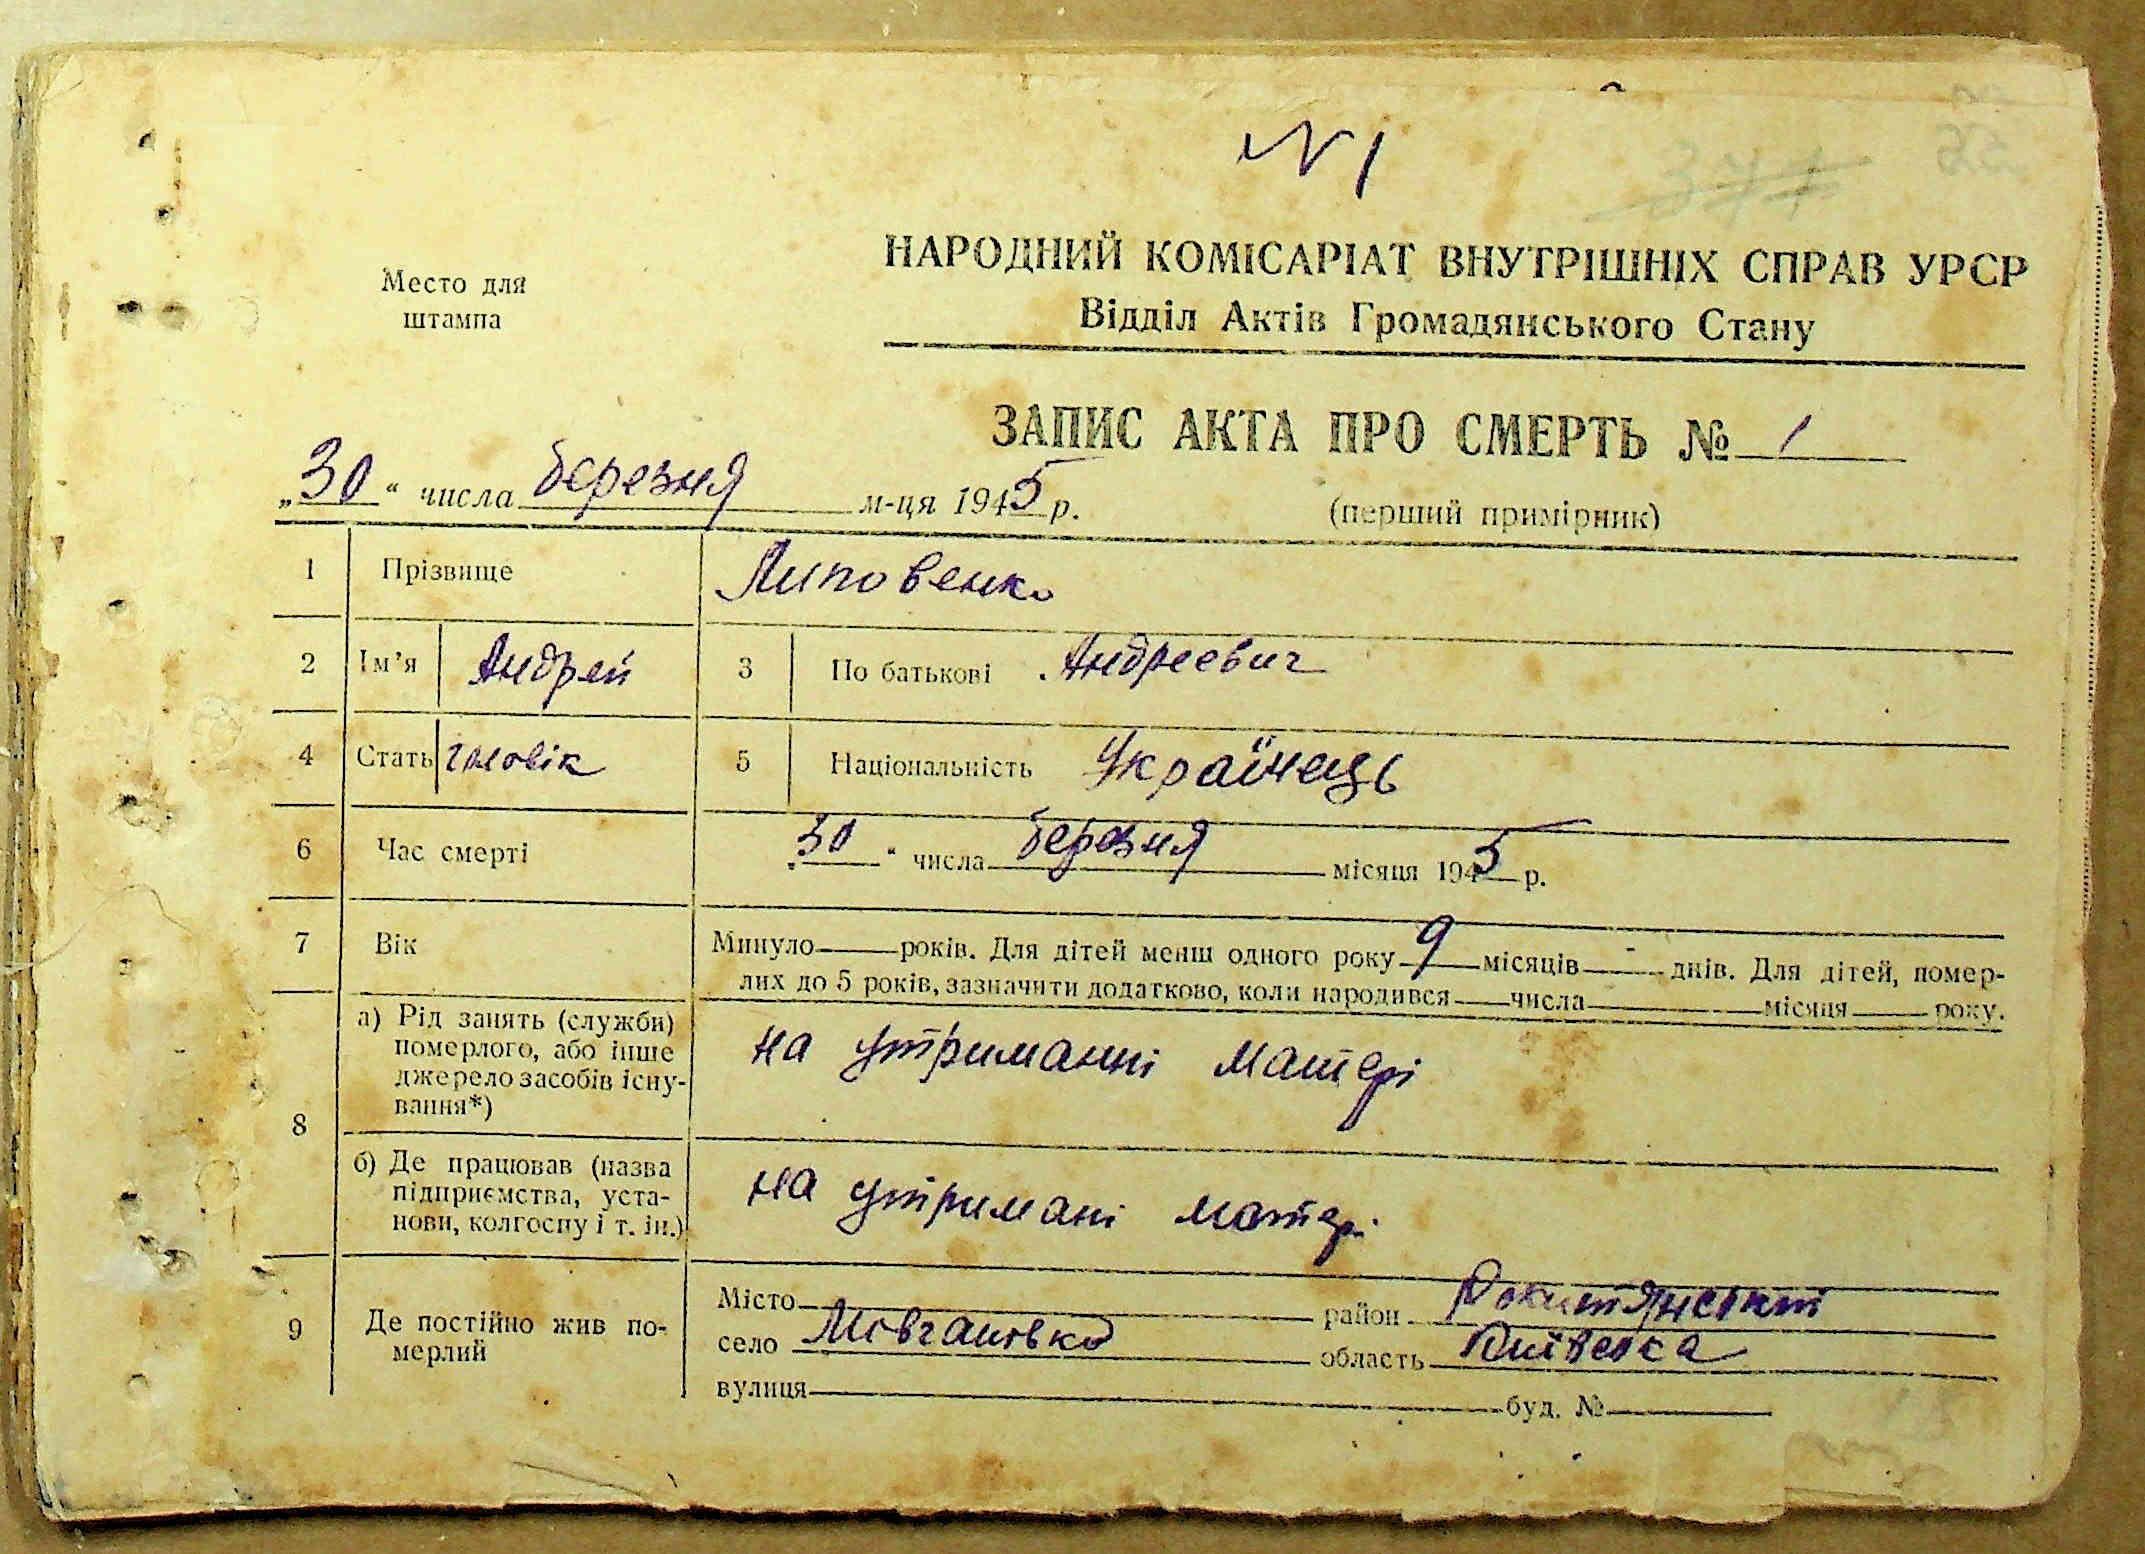 № 1
НАРОДНИЙ КОМІСАРІАТ ВНУТРІШНІХ СПРАВ УРСР
Відділ Актів Громадянського Стану
Место для
штампа
ЗАПИС АКТА ПРО СМЕРТЬ № 1
„30“ числа березня м-ця 1945 р.
(перший примірник)
1 Прізвище Липовенко
2 Ім’я Андрей 3 По батькові Андреевич
4 Стать чоловік 5 Національність Українець
6 Час смерті „30“ числа березня місяця 1945 р.
7 Вік Минуло років. Для дітей менш одного року 9 місяців - днів. Для дітей, помер-
лих до 5 років, зазначити додатково, коли народився числа місяця року.
8 а) Рід занять (служби)
померлого, або інше
джерело засобів існу-
вання*)
на утриманні матері
б) Де працював (назва
підприємства, уста-
нови, колгоспу і т. ін.)
на утримані матері
9 Де постійно жив по-
мерлий
Місто район
село Мовчановка область
вулиця буд. №